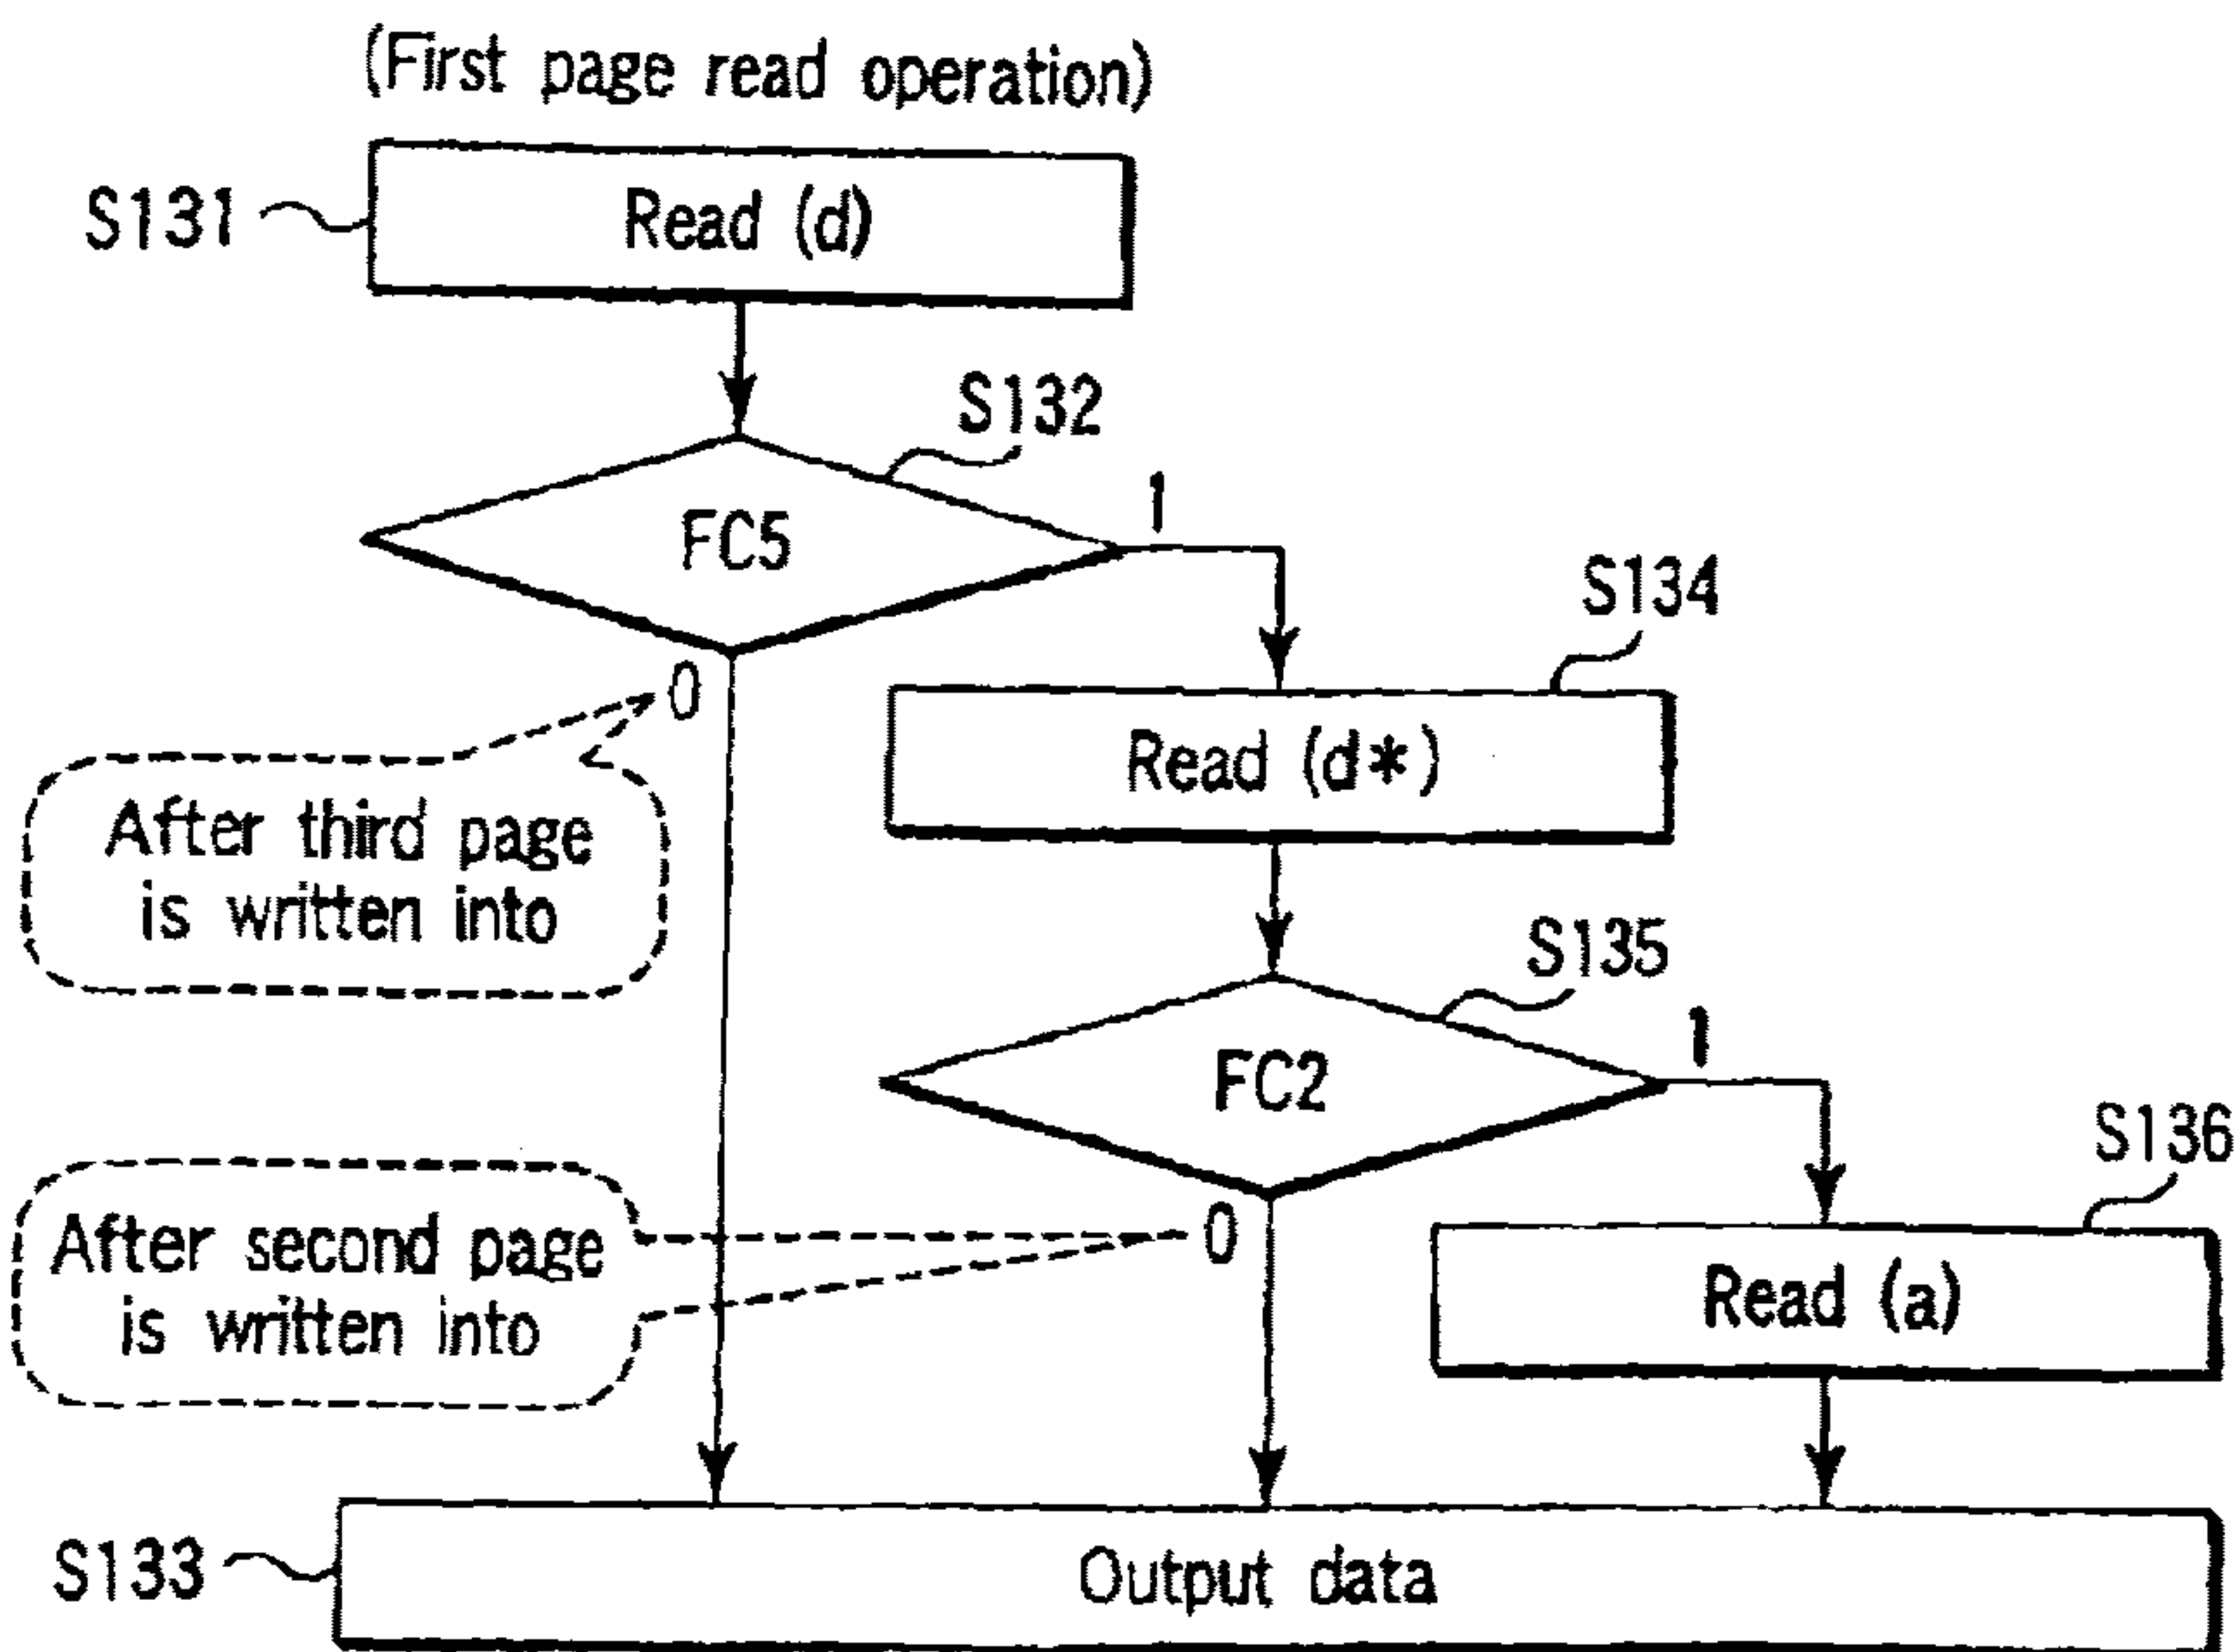 (First page read operation)
S131
Read (d)
S132
FC5
1
0
S134
Read (d*)
After third page
is written into
S135
FC2
1
0
S136
Read (a)
After second page
is written into
S133
Output data